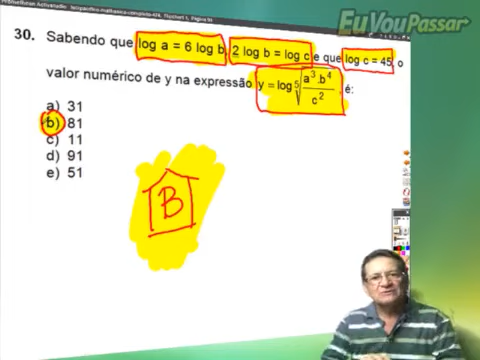 EuVouPassar
30. Sabendo que log a = 6 log b, 2 log b = log c e que log c = 45, o
valor numérico de y na expressão y = log ⁵√(a³.b⁴/c²), é:
a) 31
b) 81
c) 11
d) 91
e) 51
B